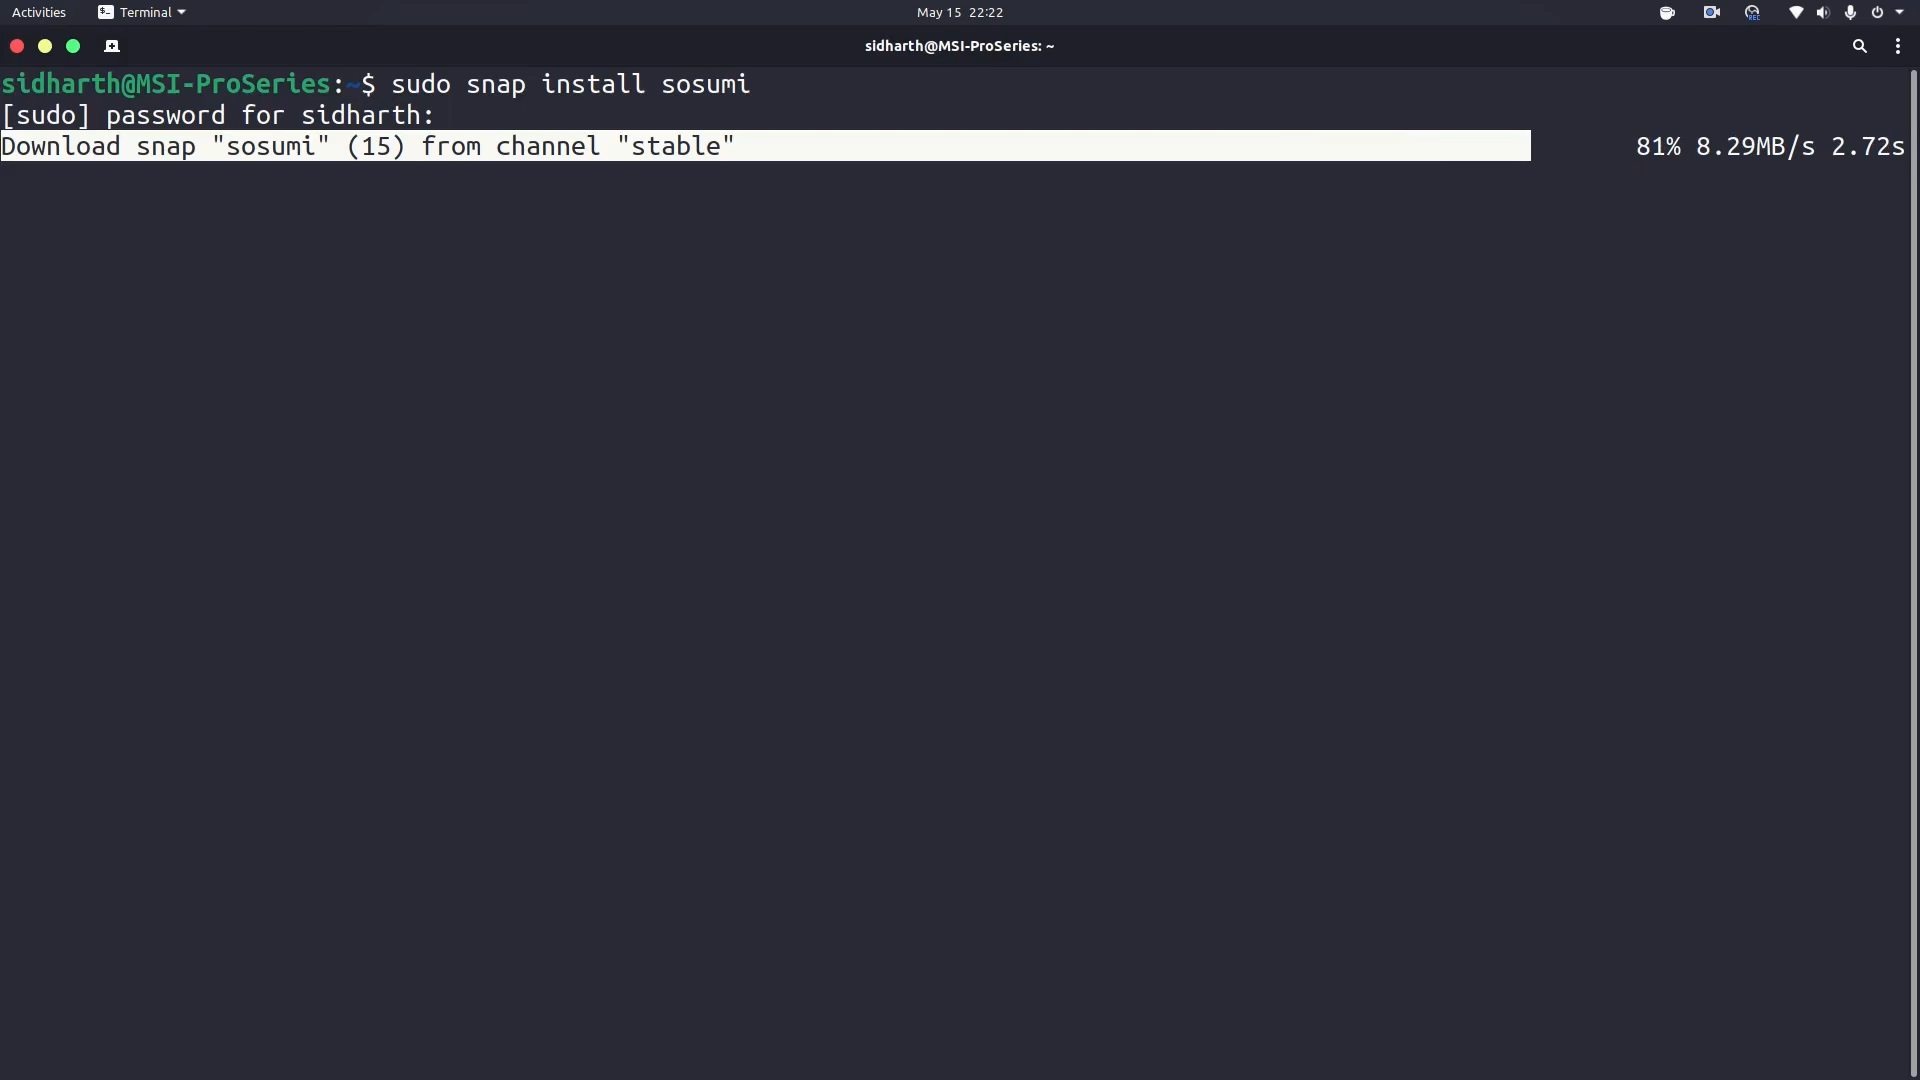 Activities Terminal May 15 22:22
sidharth@MSI-ProSeries: ~
sidharth@MSI-ProSeries:~$ sudo snap install sosumi
[sudo] password for sidharth:
Download snap "sosumi" (15) from channel "stable" 81% 8.29MB/s 2.72s